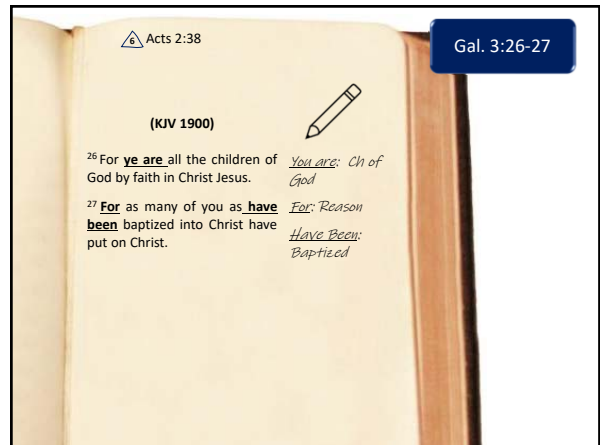 Gal. 3:26-27
6 Acts 2:38
(KJV 1900)
26 For ye are all the children of
God by faith in Christ Jesus.
27 For as many of you as have
been baptized into Christ have
put on Christ.
You are: Ch of
God
For: Reason
Have Been:
Baptized